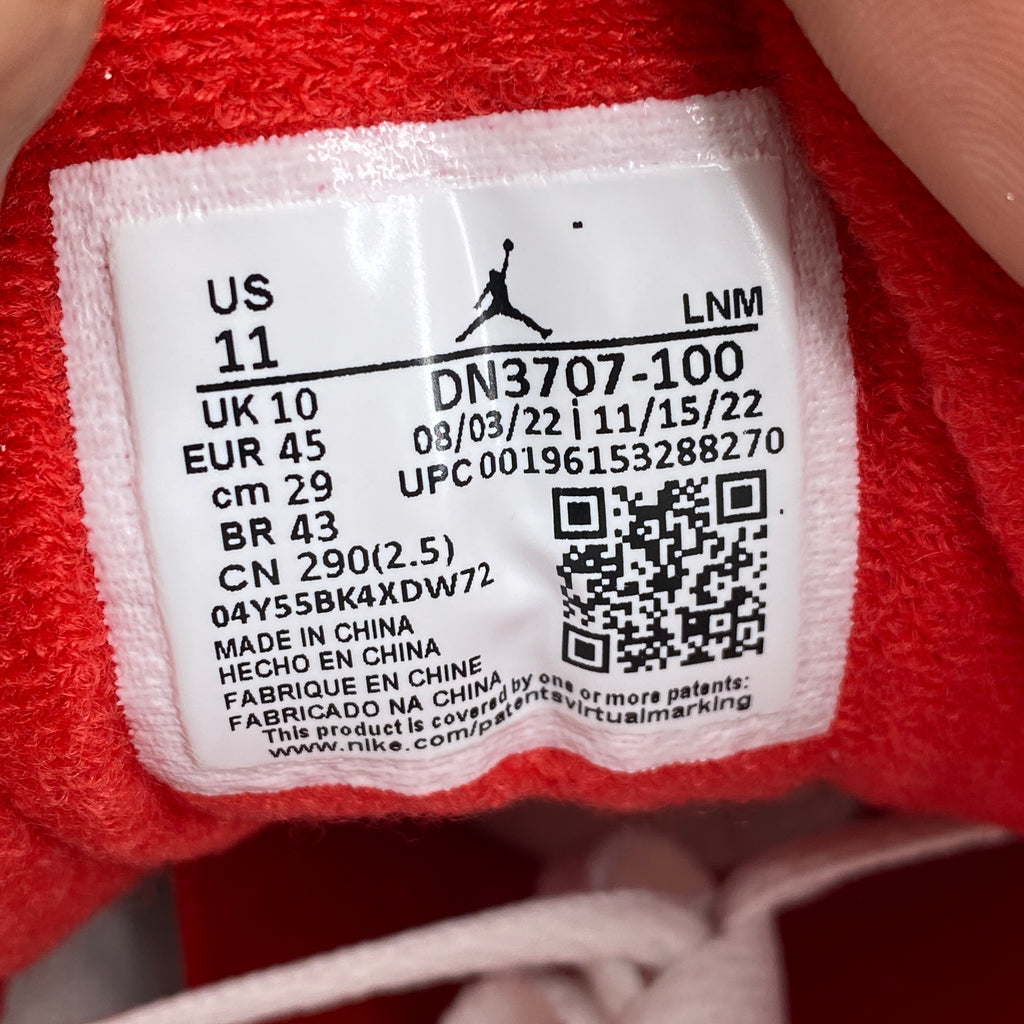 US
11
LNM
DN3707-100
08/03/22 | 11/15/22
UPC 00196153288270
UK 10
EUR 45
cm 29
BR 43
CN 290(2.5)
04Y55BK4XDW72
MADE IN CHINA
HECHO EN CHINA
FABRIQUE EN CHINE
FABRICADO NA CHINA
This product is covered by one or more patents:
www.nike.com/patentsvirtualmarking